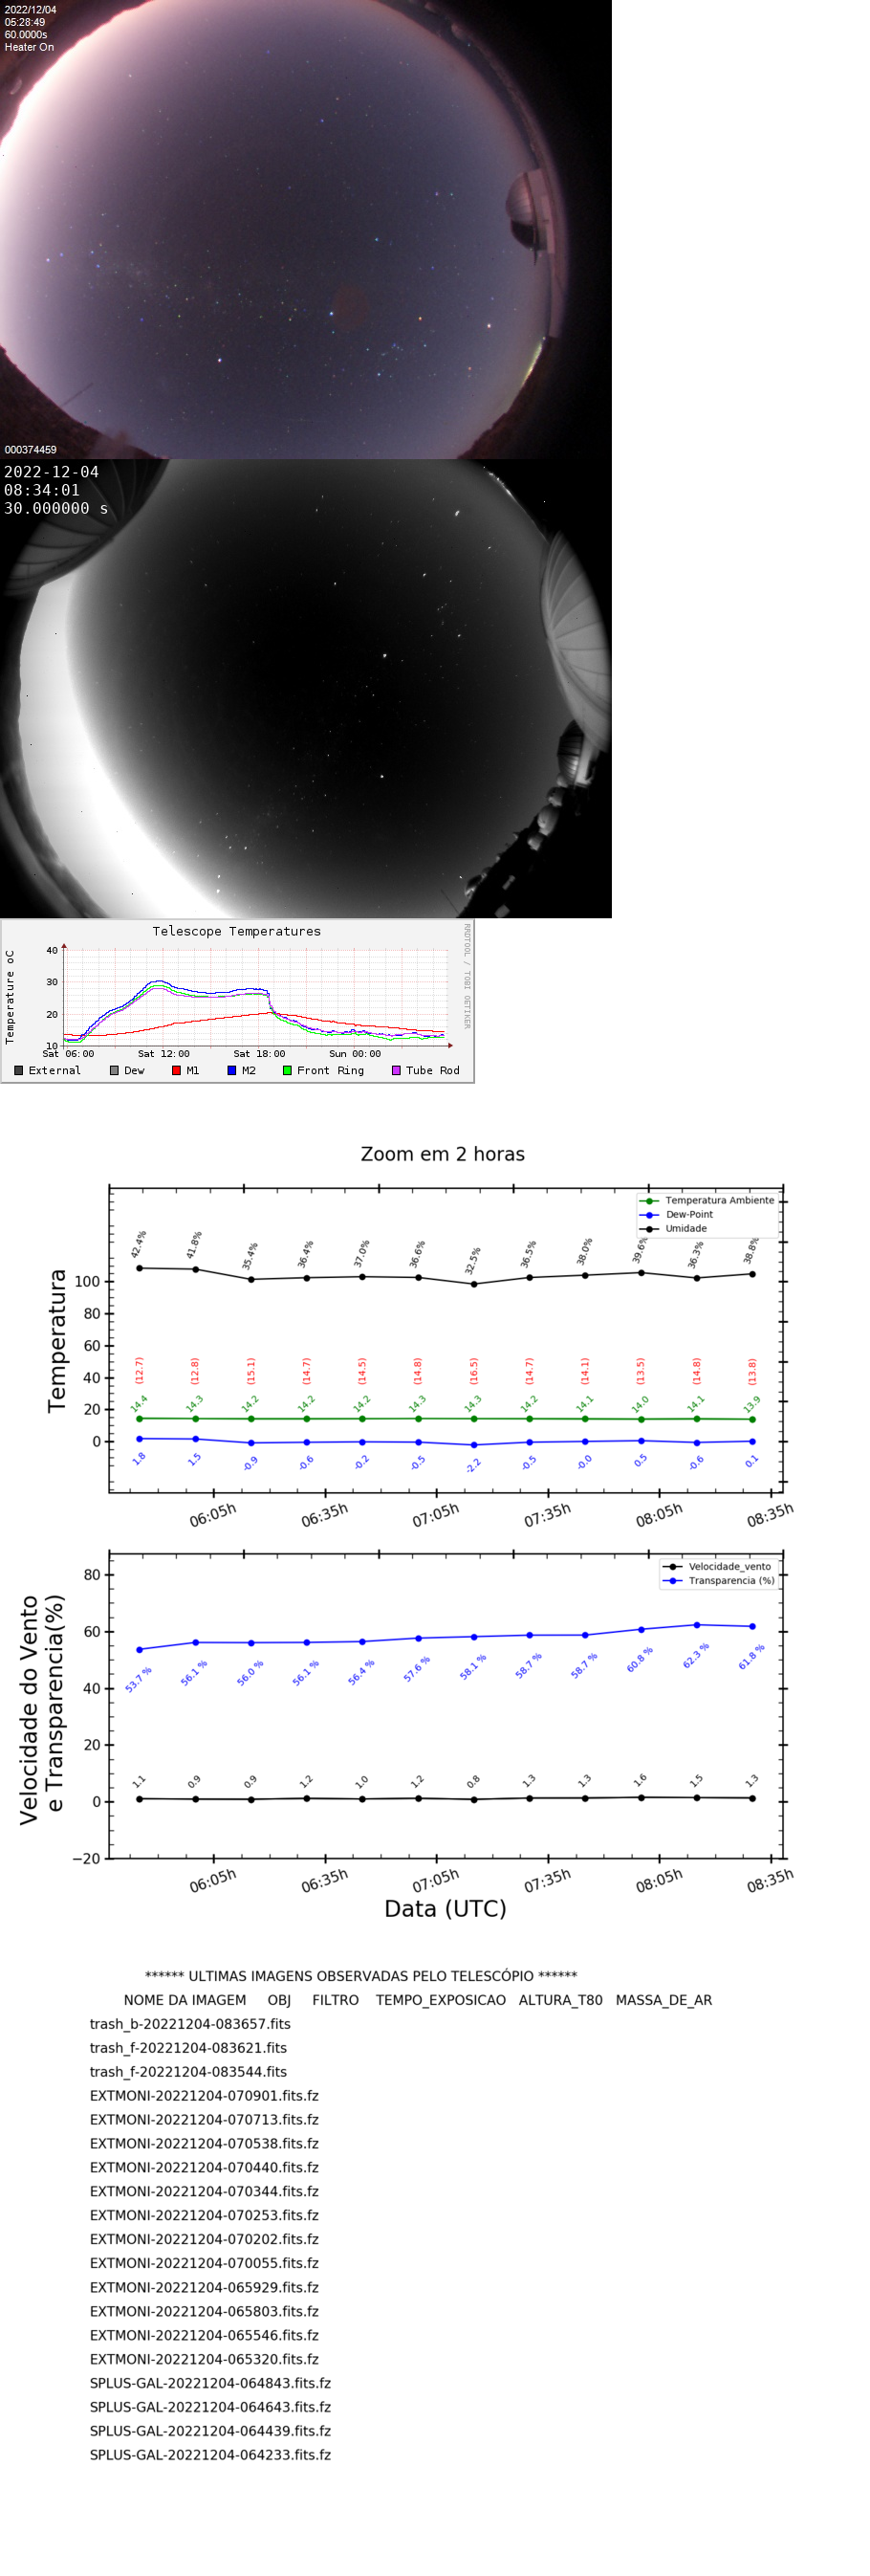 2022/12/04
05:28:49
60.0000s
Heater On
000374459
2022-12-04
08:34:01
30.000000 s
Telescope Temperatures
RRDTOOL / TOBI OETIKER
Temperature oC
40
30
20
10
Sat 06:00 Sat 12:00 Sat 18:00 Sun 00:00
External Dew M1 M2 Front Ring Tube Rod
Zoom em 2 horas
Temperatura Ambiente
Dew-Point
Umidade
Temperatura
100
80
60
40
20
0
42.4% 41.8% 35.4% 36.4% 37.0% 36.6% 32.5% 36.5% 38.0% 39.6% 36.3% 38.8%
(12.7) (12.8) (15.1) (14.7) (14.5) (14.8) (16.5) (14.7) (14.1) (13.5) (14.8) (13.8)
14.4 14.3 14.2 14.2 14.2 14.3 14.3 14.2 14.1 14.0 14.1 13.9
1.8 1.5 -0.9 -0.6 -0.2 -0.5 -2.2 -0.5 -0.0 0.5 -0.6 0.1
06:05h 06:35h 07:05h 07:35h 08:05h 08:35h
Velocidade_vento
Transparencia (%)
Velocidade do Vento
e Transparencia(%)
80
60
40
20
0
−20
53.7 % 56.1 % 56.0 % 56.1 % 56.4 % 57.6 % 58.1 % 58.7 % 58.7 % 60.8 % 62.3 % 61.8 %
1.1 0.9 0.9 1.2 1.0 1.2 0.8 1.3 1.3 1.6 1.5 1.3
06:05h 06:35h 07:05h 07:35h 08:05h 08:35h
Data (UTC)
****** ULTIMAS IMAGENS OBSERVADAS PELO TELESCÓPIO ******
NOME DA IMAGEM OBJ FILTRO TEMPO_EXPOSICAO ALTURA_T80 MASSA_DE_AR
trash_b-20221204-083657.fits
trash_f-20221204-083621.fits
trash_f-20221204-083544.fits
EXTMONI-20221204-070901.fits.fz
EXTMONI-20221204-070713.fits.fz
EXTMONI-20221204-070538.fits.fz
EXTMONI-20221204-070440.fits.fz
EXTMONI-20221204-070344.fits.fz
EXTMONI-20221204-070253.fits.fz
EXTMONI-20221204-070202.fits.fz
EXTMONI-20221204-070055.fits.fz
EXTMONI-20221204-065929.fits.fz
EXTMONI-20221204-065803.fits.fz
EXTMONI-20221204-065546.fits.fz
EXTMONI-20221204-065320.fits.fz
SPLUS-GAL-20221204-064843.fits.fz
SPLUS-GAL-20221204-064643.fits.fz
SPLUS-GAL-20221204-064439.fits.fz
SPLUS-GAL-20221204-064233.fits.fz